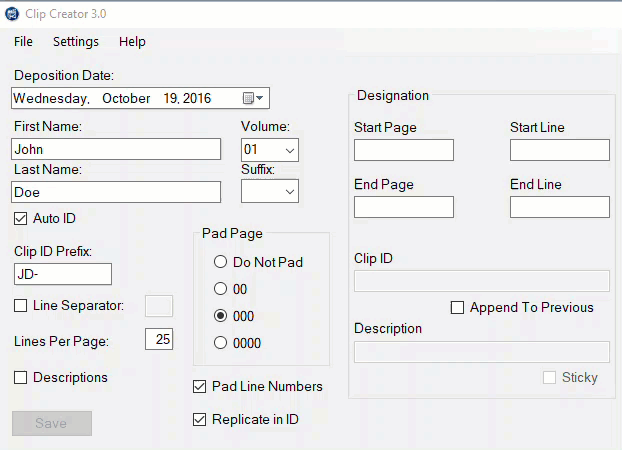 Clip Creator 3.0
File Settings Help
Deposition Date:
Wednesday, October 19, 2016
First Name:
Volume:
John
01
Last Name:
Suffix:
Doe
Auto ID
Clip ID Prefix:
JD-
Line Separator:
Lines Per Page:
25
Descriptions
Save
Pad Page
Do Not Pad
00
000
0000
Pad Line Numbers
Replicate in ID
Designation
Start Page
Start Line
End Page
End Line
Clip ID
Append To Previous
Description
Sticky